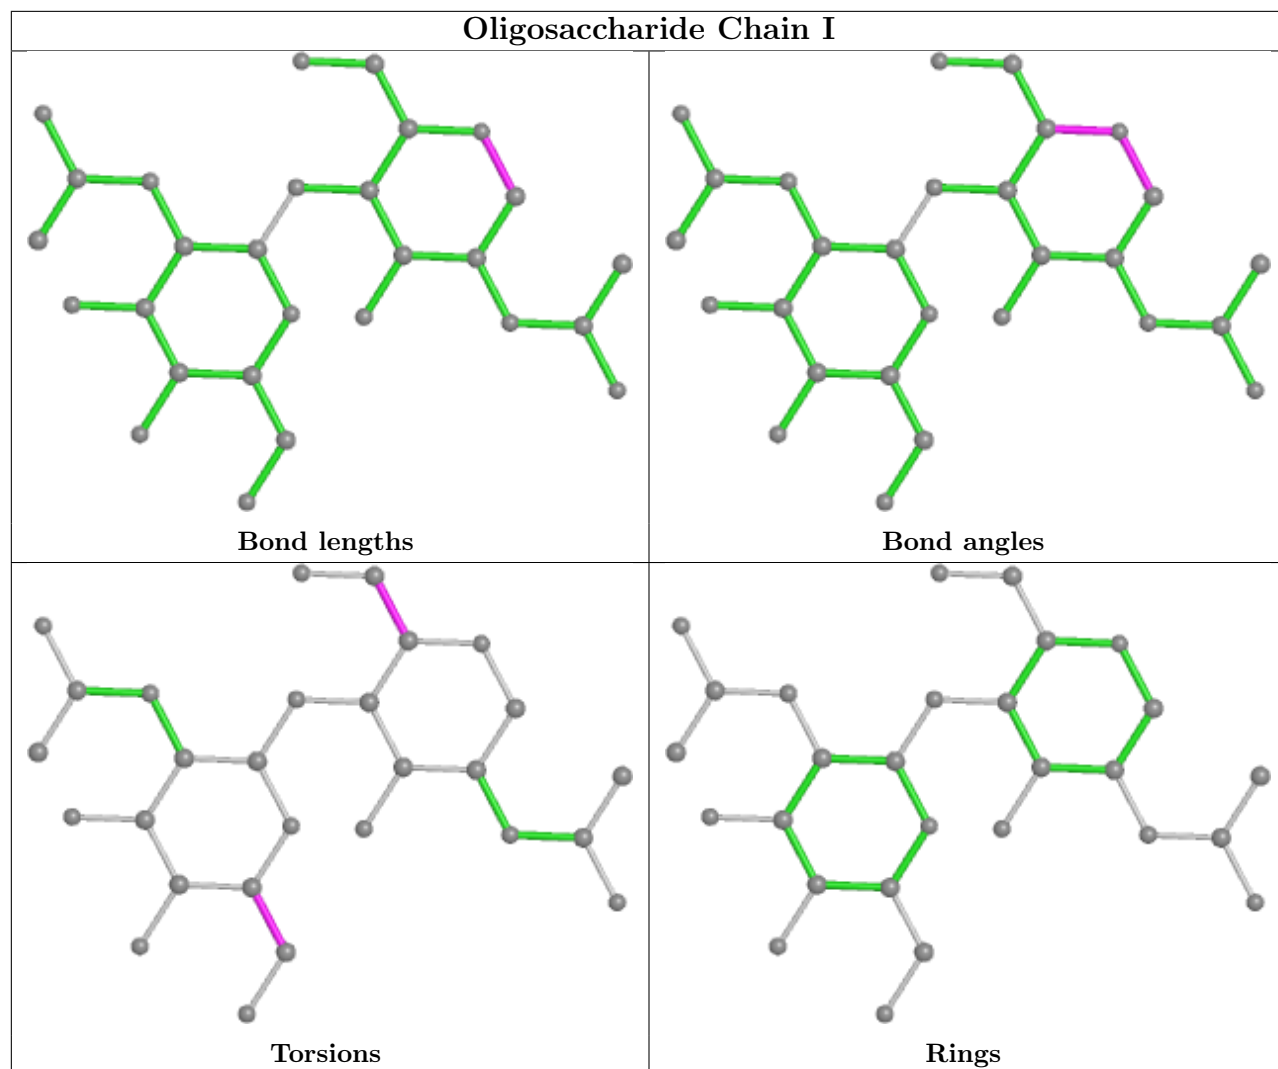 Oligosaccharide Chain I
Bond lengths
Bond angles
Torsions
Rings